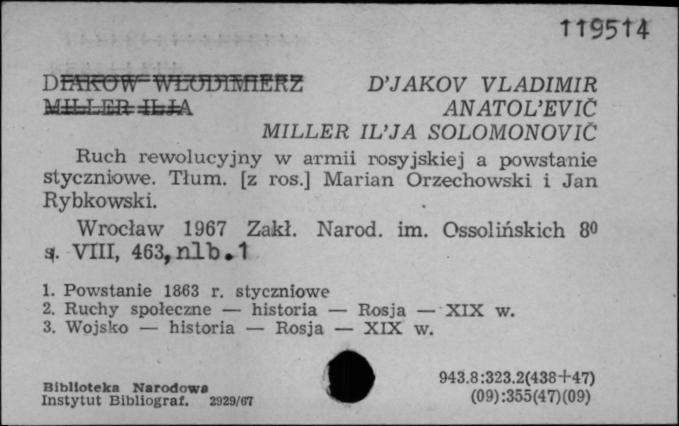 119514
DIAKOW WŁODIMIERZ D'JAKOV VLADIMIR
MILLER ILJA ANATOL'EVIČ
MILLER IL'JA SOLOMONOVIČ
Ruch rewolucyjny w armii rosyjskiej a powstanie
styczniowe. Tłum. [z ros.] Marian Orzechowski i Jan
Rybkowski.
Wrocław 1967 Zakł. Narod. im. Ossolińskich 8⁰
s. VIII, 463, nlb. 1
1. Powstanie 1863 r. styczniowe
2. Ruchy społeczne — historia — Rosja — XIX w.
3. Wojsko — historia — Rosja — XIX w.
943.8:323.2(438+47)
(09):355(47)(09)
Biblioteka Narodowa
Instytut Bibliograf. 2929/67